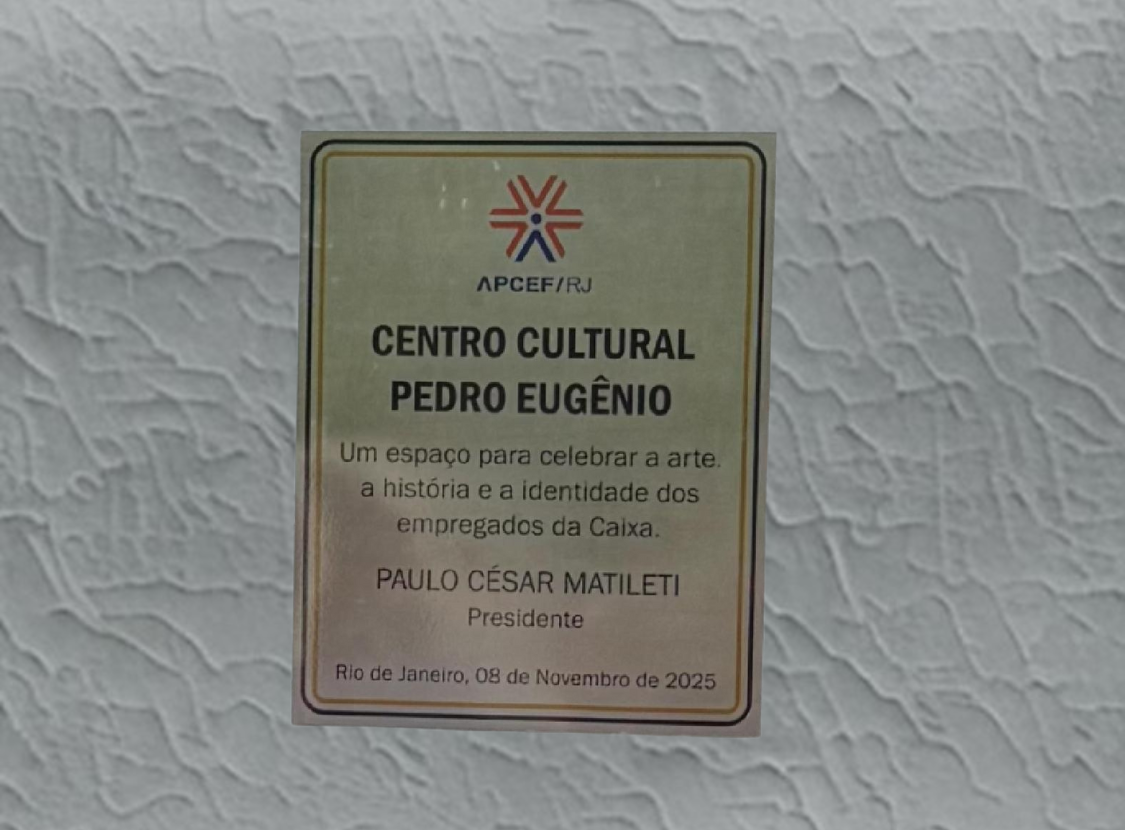 APCEF/RJ
CENTRO CULTURAL
PEDRO EUGÊNIO
Um espaço para celebrar a arte.
a história e a identidade dos
empregados da Caixa.
PAULO CÉSAR MATILETI
Presidente
Rio de Janeiro, 08 de Novembro de 2025